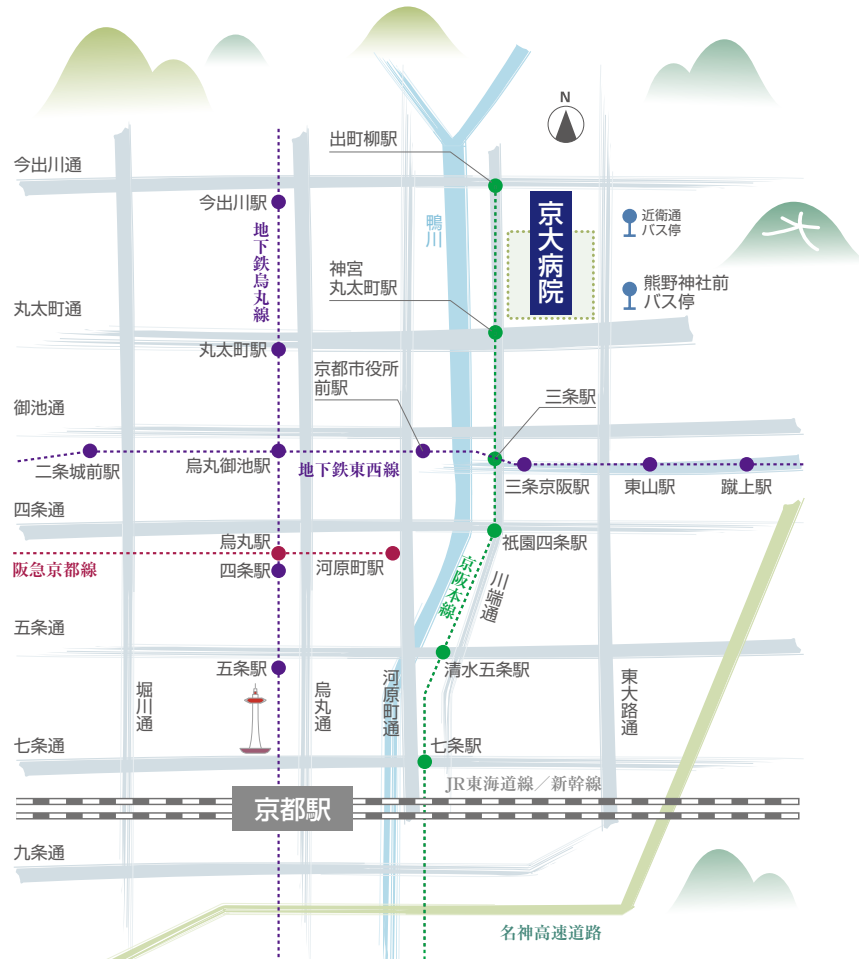 N
出町柳駅
今出川通
今出川駅
地下鉄烏丸線
鴨川
京大病院
近衛通
バス停
大
神宮
丸太町駅
熊野神社前
バス停
丸太町通
丸太町駅
京都市役所
前駅
三条駅
御池通
二条城前駅
烏丸御池駅
地下鉄東西線
三条京阪駅
東山駅
蹴上駅
四条通
烏丸駅
祇園四条駅
阪急京都線
四条駅
河原町駅
京阪本線
川端通
五条通
五条駅
清水五条駅
堀川通
烏丸通
河原町通
東大路通
七条通
七条駅
JR東海道線／新幹線
京都駅
九条通
名神高速道路